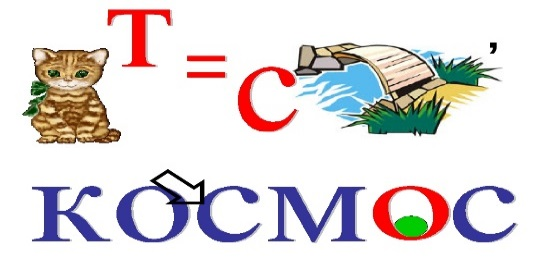 Т = С ,
КОСМОС